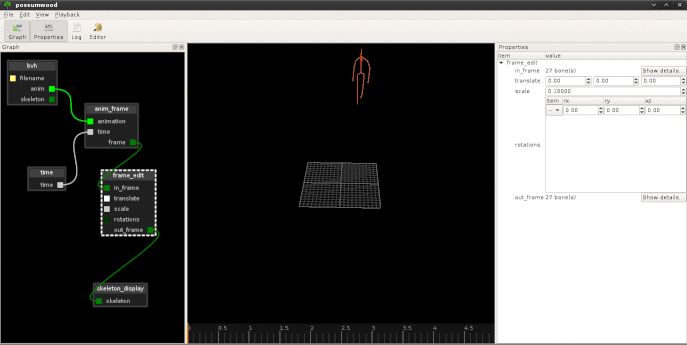 possumwood
File Edit View Playback
Graph Properties Log Editor
Graph
bvh
filename
anim
skeleton
anim_frame
animation
time
frame
time
time
frame_edit
in_frame
translate
scale
rotations
out_frame
skeleton_display
skeleton
0 0.5 1 1.5 2 2.5 3 3.5 4 4.5
Properties
item value
frame_edit
in_frame 27 bone(s) Show details...
translate 0.00 0.00 0.00
scale 0.10000
item rx ry xz
-- 0.00 0.00 0.00
rotations
out_frame 27 bone(s) Show details...